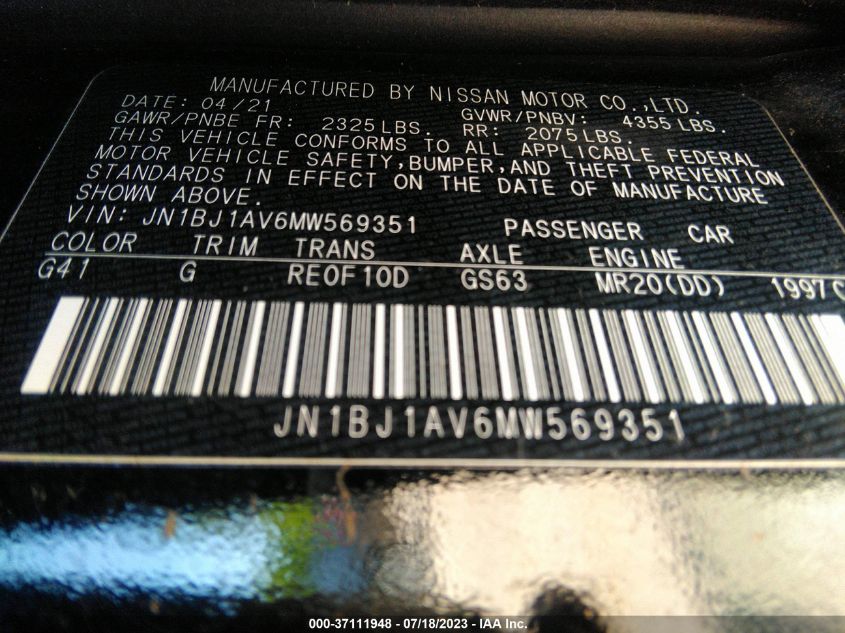 MANUFACTURED BY NISSAN MOTOR CO.,LTD.
DATE: 04/21 GVWR/PNBV: 4355 LBS.
GAWR/PNBE FR: 2325 LBS. RR: 2075 LBS.
THIS VEHICLE CONFORMS TO ALL APPLICABLE FEDERAL
MOTOR VEHICLE SAFETY, BUMPER, AND THEFT PREVENTION
STANDARDS IN EFFECT ON THE DATE OF MANUFACTURE
SHOWN ABOVE.
VIN: JN1BJ1AV6MW569351 PASSENGER CAR
COLOR TRIM TRANS AXLE ENGINE
G41 G RE0F10D GS63 MR20(DD) 1997 C
JN1BJ1AV6MW569351
000-37111948 - 07/18/2023 - IAA Inc.